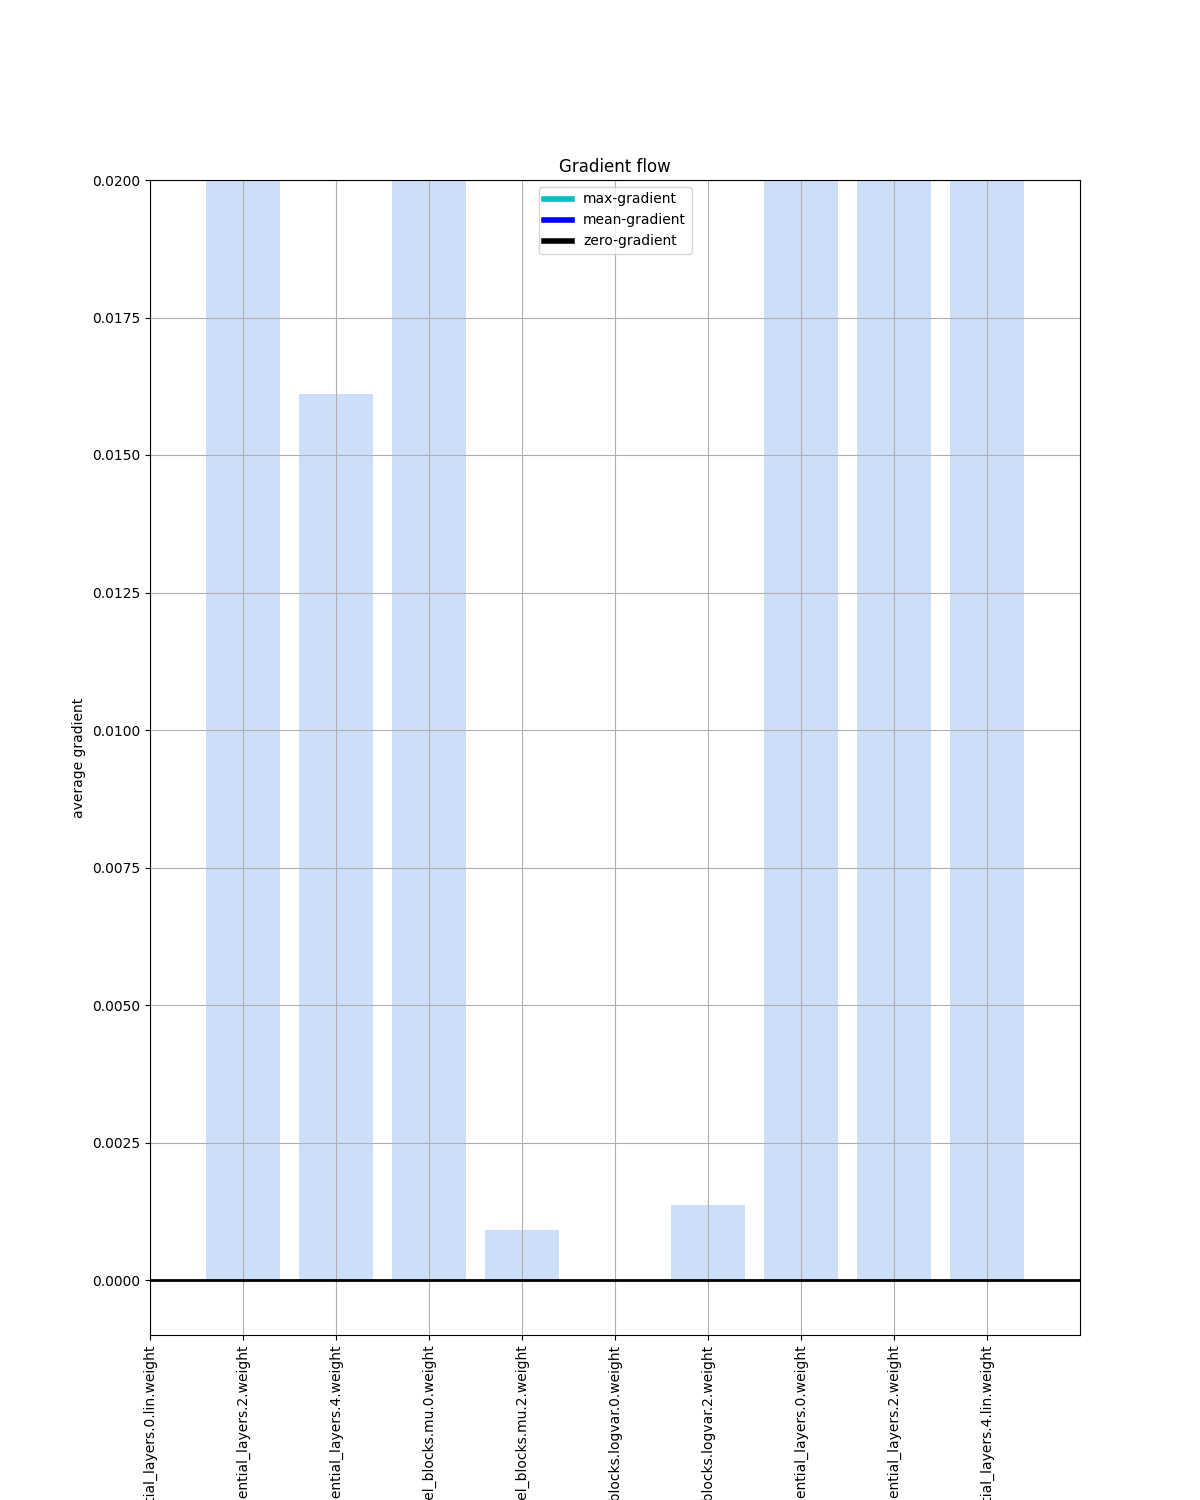 Gradient flow
max-gradient
mean-gradient
zero-gradient
0.0200
0.0175
0.0150
0.0125
0.0100
0.0075
0.0050
0.0025
0.0000
average gradient
tial_layers.0.lin.weight
ential_layers.2.weight
ential_layers.4.weight
el_blocks.mu.0.weight
el_blocks.mu.2.weight
blocks.logvar.0.weight
blocks.logvar.2.weight
ential_layers.0.weight
ential_layers.2.weight
tial_layers.4.lin.weight